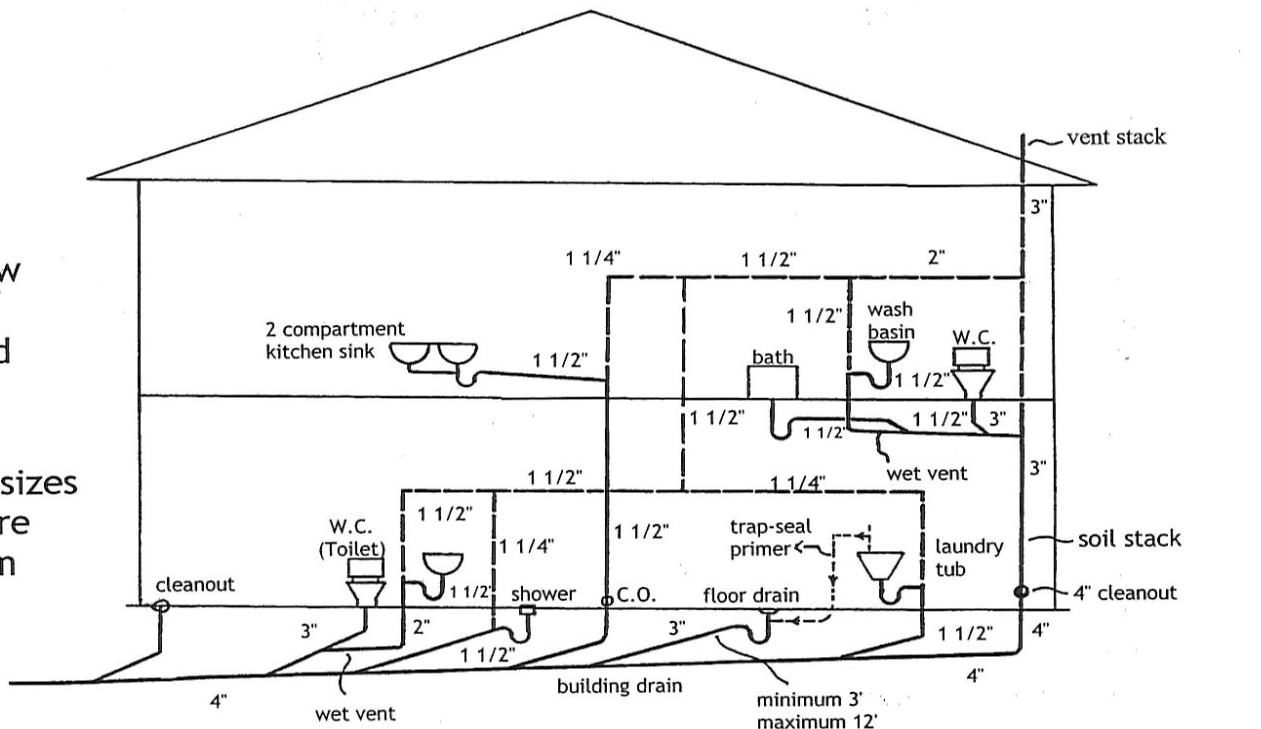 vent stack
3"
w
d
1 1/4"
1 1/2"
2"
1 1/2"
wash
basin
2 compartment
kitchen sink
1 1/2"
bath
W.C.
1 1/2"
1 1/2"
1 1/2"
1 1/2"
3"
wet vent
3"
sizes
re
n
1 1/2"
1 1/4"
1 1/2"
W.C.
(Toilet)
1 1/4"
1 1/2"
trap-seal
primer
laundry
tub
soil stack
cleanout
1 1/2"
shower
C.O.
floor drain
4" cleanout
3"
2"
1 1/2"
3"
1 1/2"
4"
4"
wet vent
building drain
4"
minimum 3'
maximum 12'